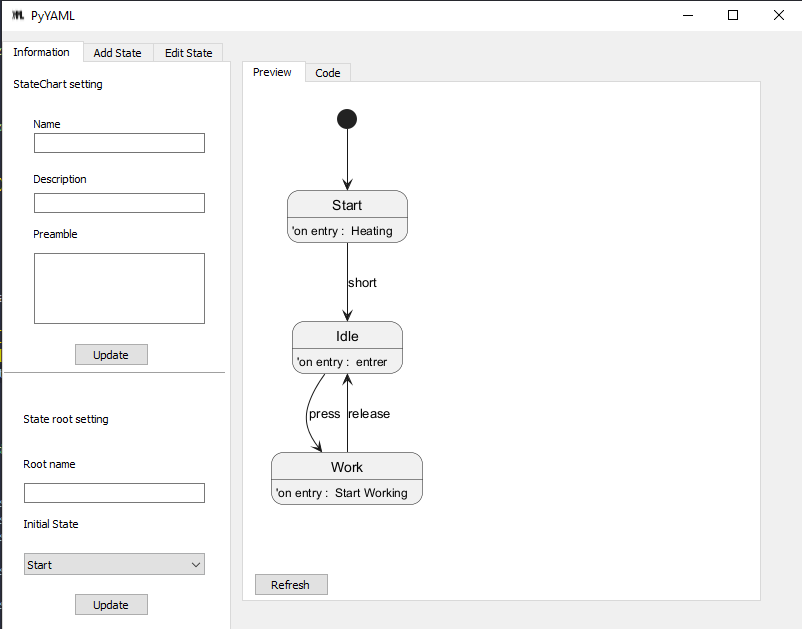 PyYAML
Information
Add State
Edit State
StateChart setting
Name
Description
Preamble
Update
State root setting
Root name
Initial State
Start
Update
Preview
Code
Start
'on entry : Heating
short
Idle
'on entry : entrer
press
release
Work
'on entry : Start Working
Refresh